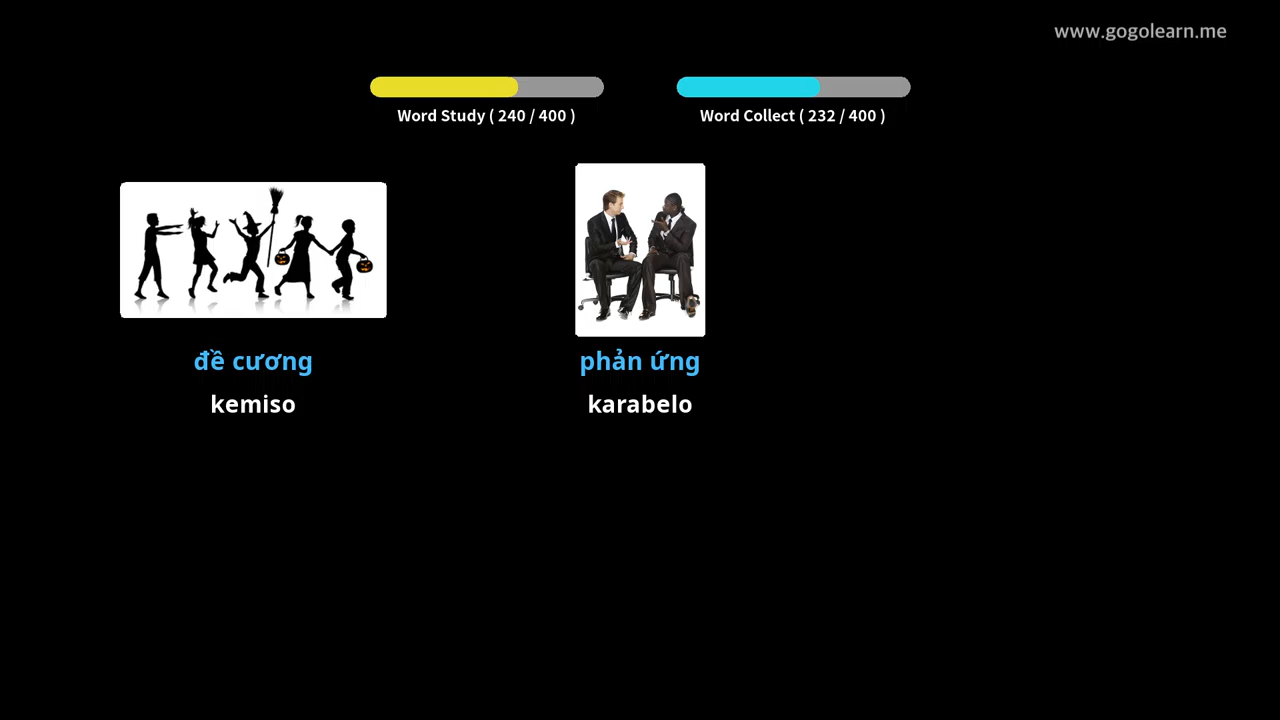 www.gogolearn.me
Word Study ( 240 / 400 )
Word Collect ( 232 / 400 )
đề cương
phản ứng
kemiso
karabelo